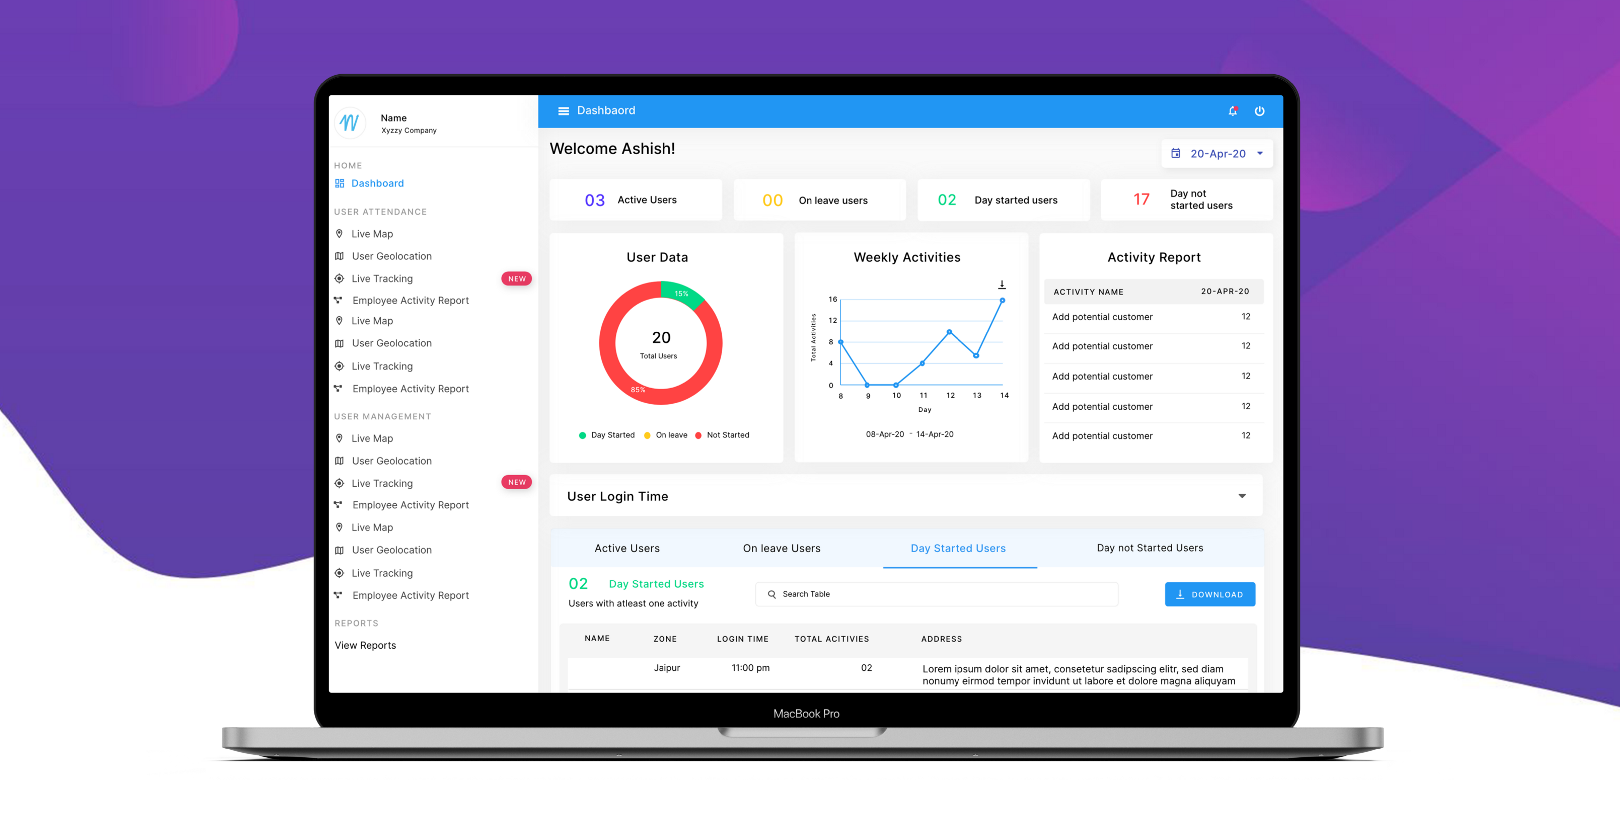 Name
Xyzzy Company
HOME
Dashboard
USER ATTENDANCE
Live Map
User Geolocation
Live Tracking
NEW
Employee Activity Report
Live Map
User Geolocation
Live Tracking
Employee Activity Report
USER MANAGEMENT
Live Map
User Geolocation
Live Tracking
NEW
Employee Activity Report
Live Map
User Geolocation
Live Tracking
Employee Activity Report
REPORTS
View Reports
Dashbaord
Welcome Ashish!
20-Apr-20
03 Active Users
00 On leave users
02 Day started users
17 Day not
started users
User Data
15%
20
Total Users
85%
Day Started
On leave
Not Started
Weekly Activities
Total Activities
16
12
8
4
0
8 9 10 11 12 13 14
Day
08-Apr-20 - 14-Apr-20
Activity Report
ACTIVITY NAME 20-APR-20
Add potential customer 12
Add potential customer 12
Add potential customer 12
Add potential customer 12
Add potential customer 12
User Login Time
Active Users On leave Users Day Started Users Day not Started Users
02 Day Started Users
Users with atleast one activity
Search Table
DOWNLOAD
NAME ZONE LOGIN TIME TOTAL ACITIVIES ADDRESS
Jaipur 11:00 pm 02 Lorem ipsum dolor sit amet, consetetur sadipscing elitr, sed diam
nonumy eirmod tempor invidunt ut labore et dolore magna aliquyam
MacBook Pro